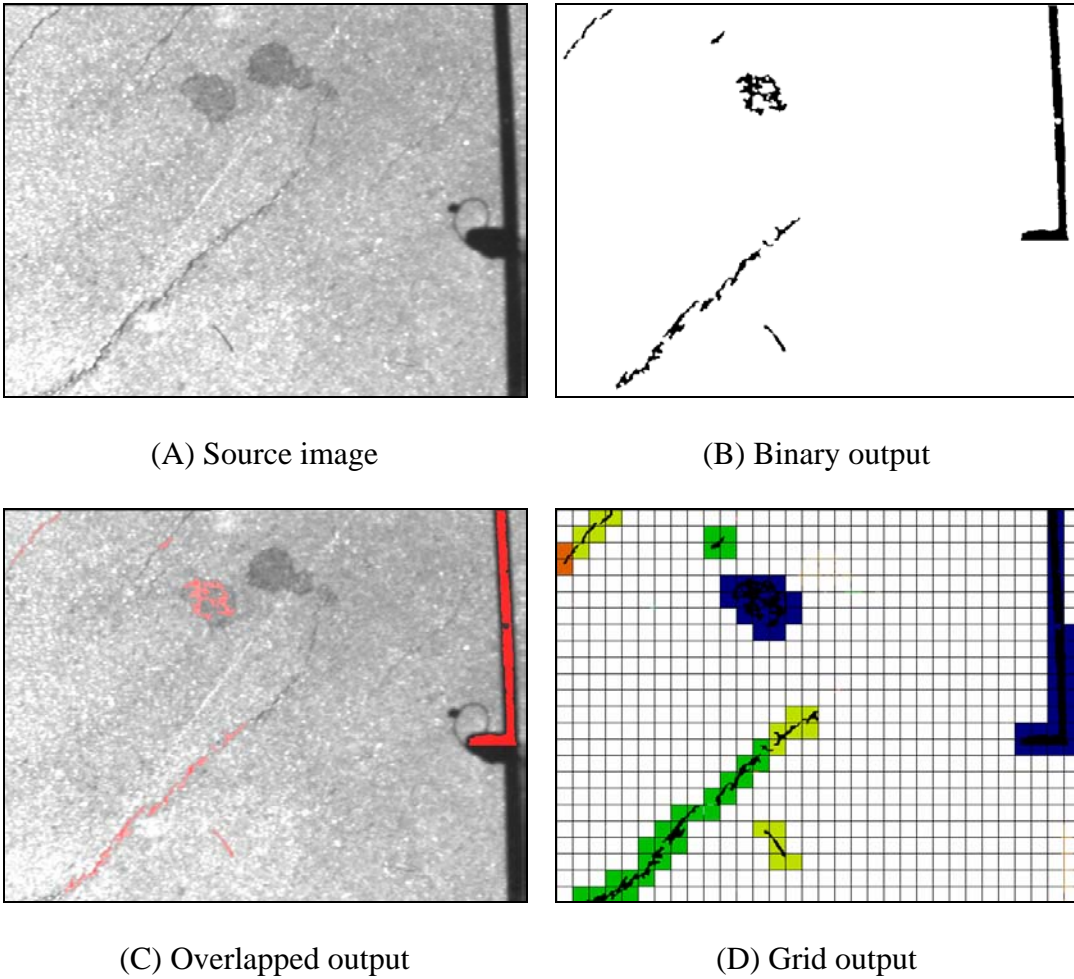 (A) Source image
(B) Binary output
(C) Overlapped output
(D) Grid output